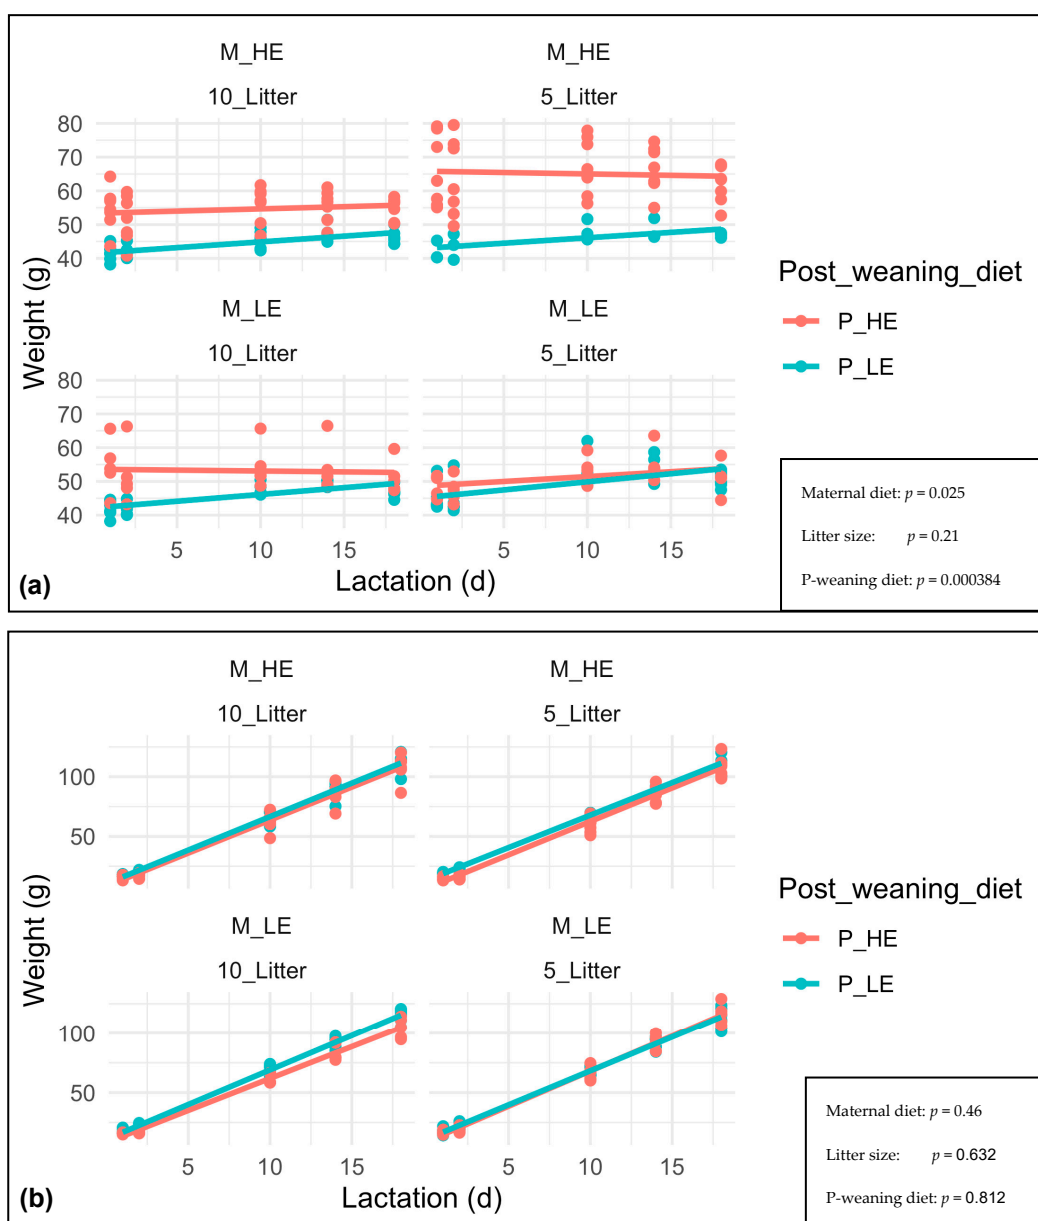 M_HE
M_HE
10_Litter
5_Litter
80
70
60
50
40
M_LE
M_LE
10_Litter
5_Litter
80
70
60
50
40
5
10
15
5
10
15
Weight (g)
Lactation (d)
(a)
Post_weaning_diet
P_HE
P_LE
Maternal diet: p = 0.025
Litter size: p = 0.21
P-weaning diet: p = 0.000384
M_HE
M_HE
10_Litter
5_Litter
100
50
M_LE
M_LE
10_Litter
5_Litter
100
50
5
10
15
5
10
15
Weight (g)
Lactation (d)
(b)
Post_weaning_diet
P_HE
P_LE
Maternal diet: p = 0.46
Litter size: p = 0.632
P-weaning diet: p = 0.812